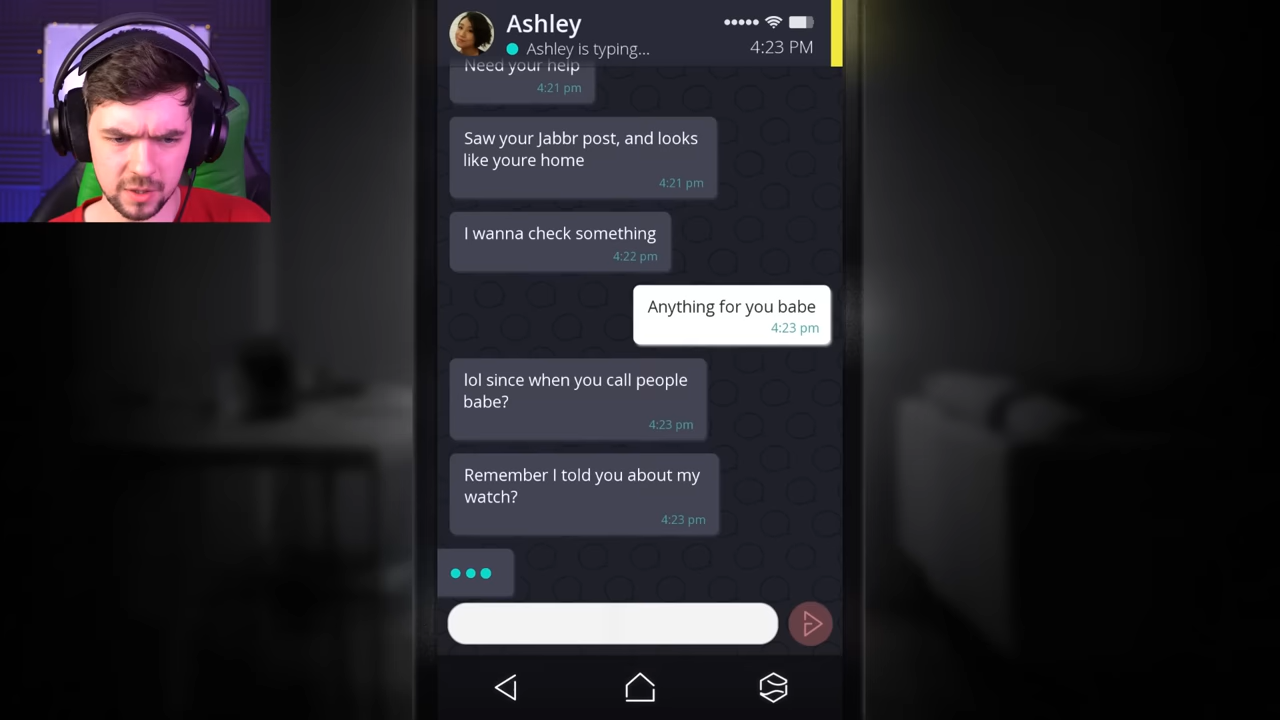 Ashley
Ashley is typing...
4:23 PM
Need your help
4:21 pm
Saw your Jabbr post, and looks
like youre home
4:21 pm
I wanna check something
4:22 pm
Anything for you babe
4:23 pm
lol since when you call people
babe?
4:23 pm
Remember I told you about my
watch?
4:23 pm